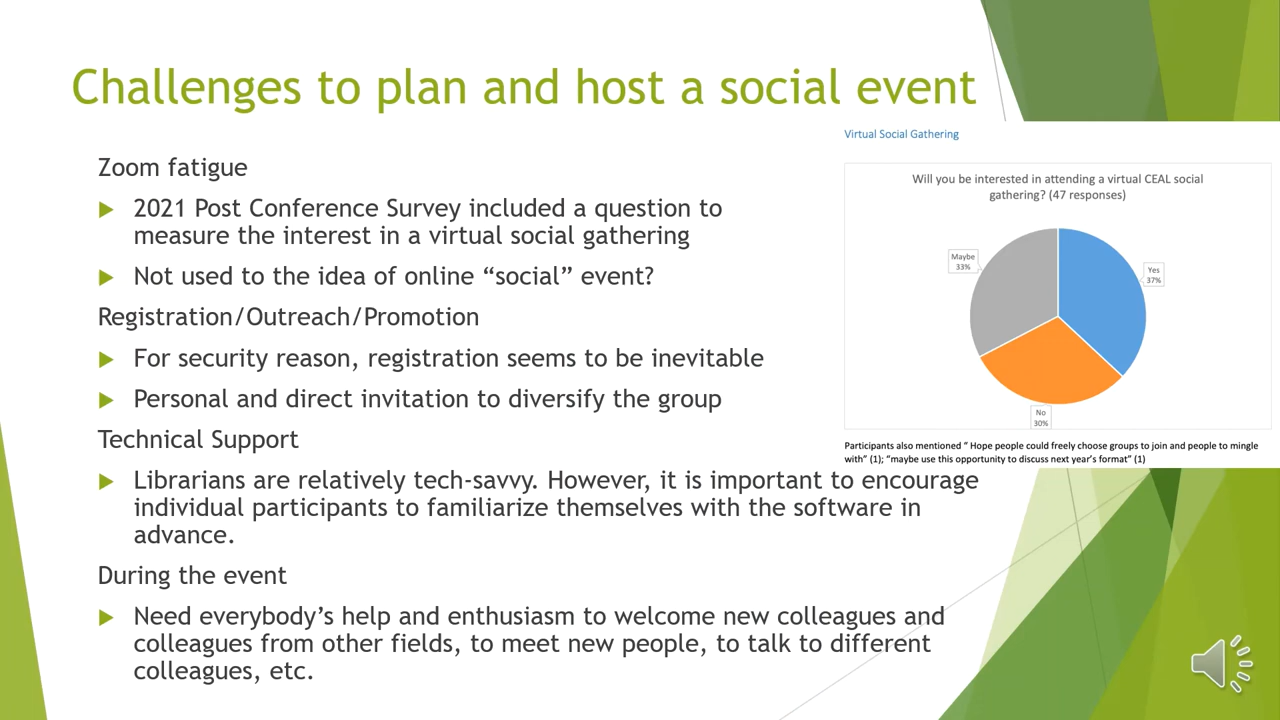 Challenges to plan and host a social event
Zoom fatigue
2021 Post Conference Survey included a question to
measure the interest in a virtual social gathering
Not used to the idea of online “social” event?
Registration/Outreach/Promotion
For security reason, registration seems to be inevitable
Personal and direct invitation to diversify the group
Technical Support
Librarians are relatively tech-savvy. However, it is important to encourage
individual participants to familiarize themselves with the software in
advance.
During the event
Need everybody’s help and enthusiasm to welcome new colleagues and
colleagues from other fields, to meet new people, to talk to different
colleagues, etc.
Virtual Social Gathering
Will you be interested in attending a virtual CEAL social
gathering? (47 responses)
Maybe
33%
Yes
37%
No
30%
Participants also mentioned “ Hope people could freely choose groups to join and people to mingle
with” (1); “maybe use this opportunity to discuss next year’s format” (1)